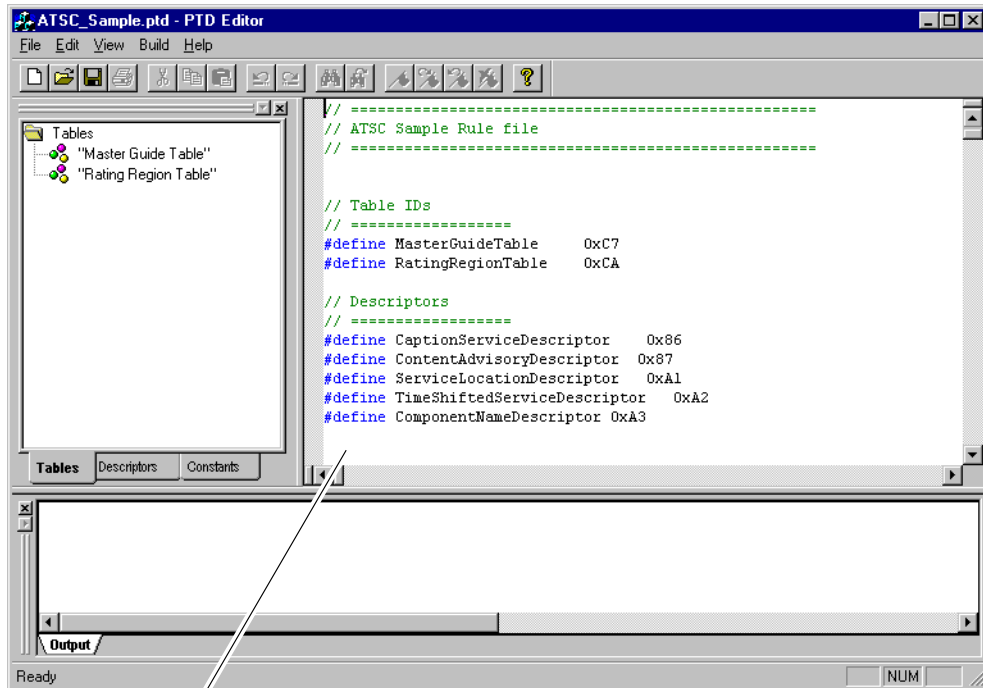 ATSC_Sample.ptd - PTD Editor
File Edit View Build Help
Tables
"Master Guide Table"
"Rating Region Table"
Tables Descriptors Constants
// ====================================================
// ATSC Sample Rule file
// ====================================================
// Table IDs
// ==================
#define MasterGuideTable     0xC7
#define RatingRegionTable    0xCA
// Descriptors
// ==================
#define CaptionServiceDescriptor    0x86
#define ContentAdvisoryDescriptor  0x87
#define ServiceLocationDescriptor   0xA1
#define TimeShiftedServiceDescriptor   0xA2
#define ComponentNameDescriptor 0xA3
Output
Ready NUM